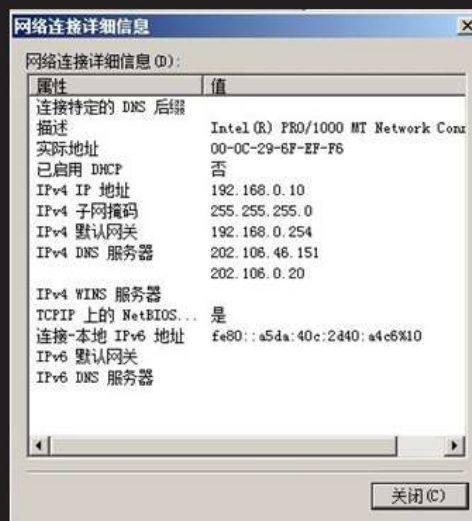 网络连接详细信息
网络连接详细信息(D):
属性 值
连接特定的 DNS 后缀
描述 Intel(R) PRO/1000 MT Network Conn
实际地址 00-0C-29-6F-EF-F6
已启用 DHCP 否
IPv4 IP 地址 192.168.0.10
IPv4 子网掩码 255.255.255.0
IPv4 默认网关 192.168.0.254
IPv4 DNS 服务器 202.106.46.151
202.106.0.20
IPv4 WINS 服务器
TCPIP 上的 NetBIOS... 是
连接-本地 IPv6 地址 fe80::a5da:40c:2d40:a4c6%10
IPv6 默认网关
IPv6 DNS 服务器
关闭(C)